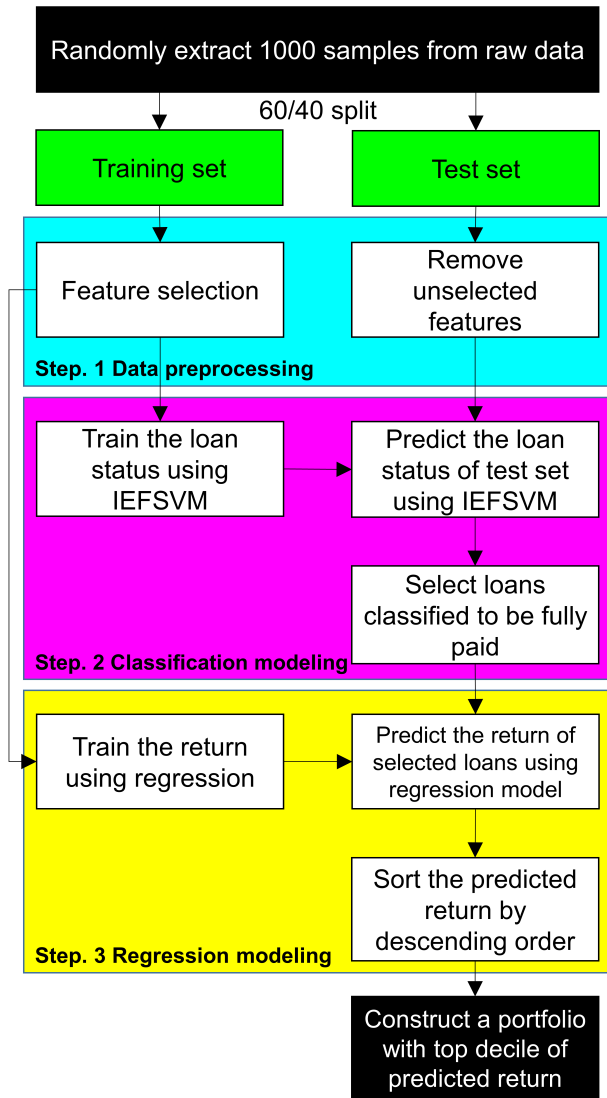 Randomly extract 1000 samples from raw data
60/40 split
Training set
Test set
Feature selection
Remove
unselected
features
Step. 1 Data preprocessing
Train the loan
status using
IEFSVM
Predict the loan
status of test set
using IEFSVM
Select loans
classified to be fully
paid
Step. 2 Classification modeling
Train the return
using regression
Predict the return of
selected loans using
regression model
Sort the predicted
return by
descending order
Step. 3 Regression modeling
Construct a portfolio
with top decile of
predicted return